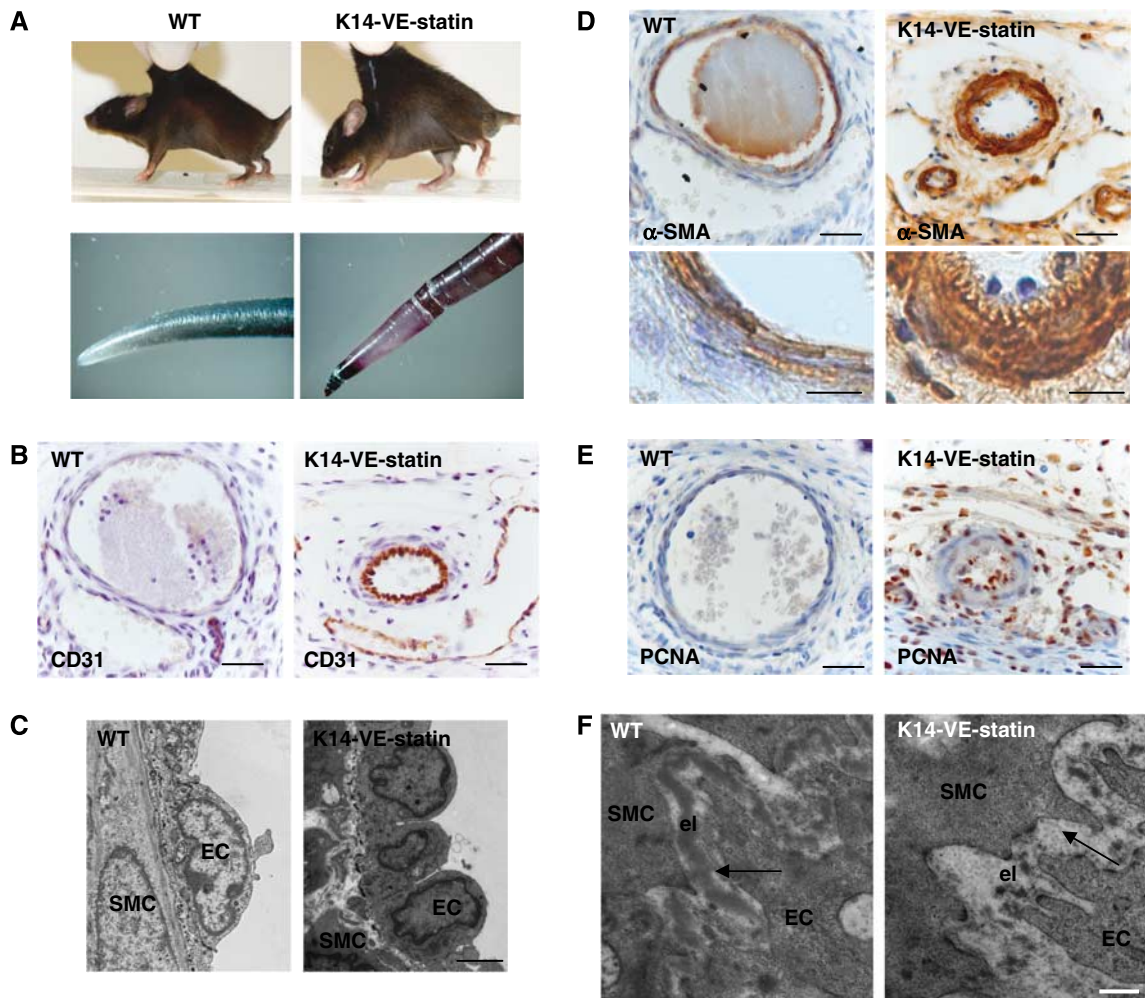 A
WT
K14-VE-statin
B
WT
K14-VE-statin
CD31
CD31
C
WT
K14-VE-statin
EC
SMC
EC
SMC
D
WT
K14-VE-statin
α-SMA
α-SMA
E
WT
K14-VE-statin
PCNA
PCNA
F
WT
K14-VE-statin
SMC
el
EC
SMC
el
EC